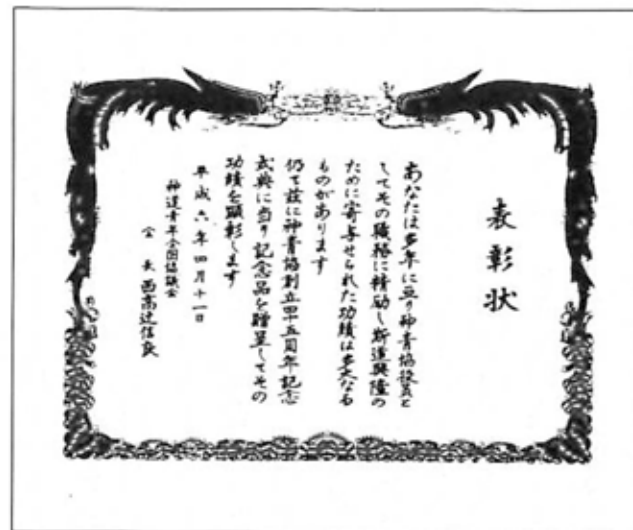 表彰状
あなたは多年に亘り神青協役員と
してその職務に精励し斯道興隆の
ために寄与せられた功績は多大なる
ものがあります
仍て茲に神青協創立四十五周年記念
式典に当り記念品を贈呈してその
功績を顕彰します
平成六年四月十一日
神道青年全国協議会
会長 西高辻信良